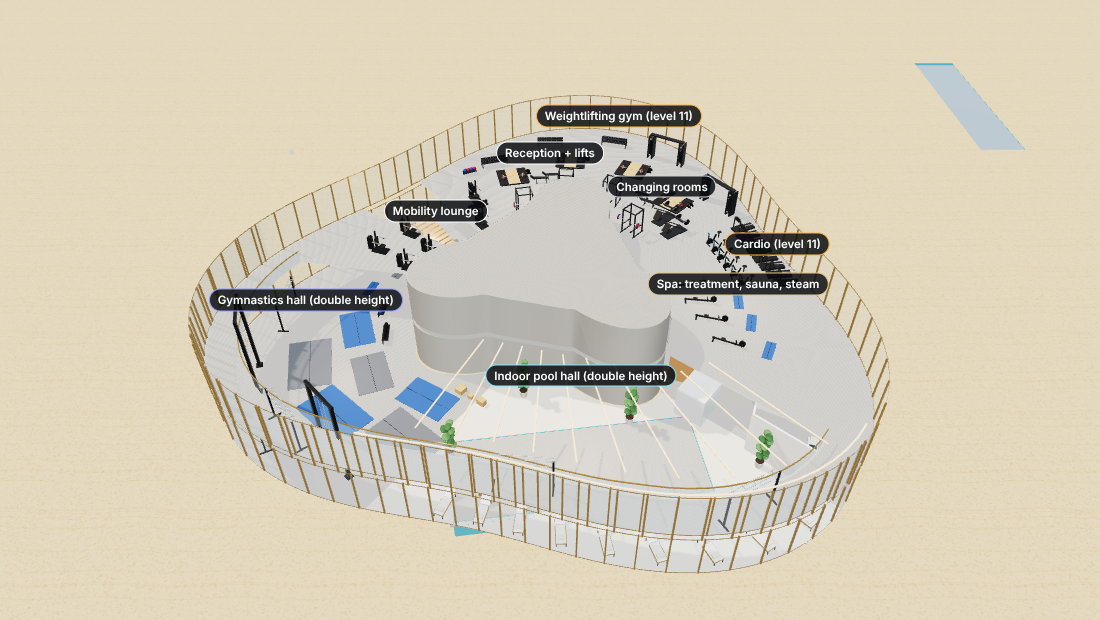 Weightlifting gym (level 11)
Reception + lifts
Changing rooms
Mobility lounge
Cardio (level 11)
Spa: treatment, sauna, steam
Gymnastics hall (double height)
Indoor pool hall (double height)